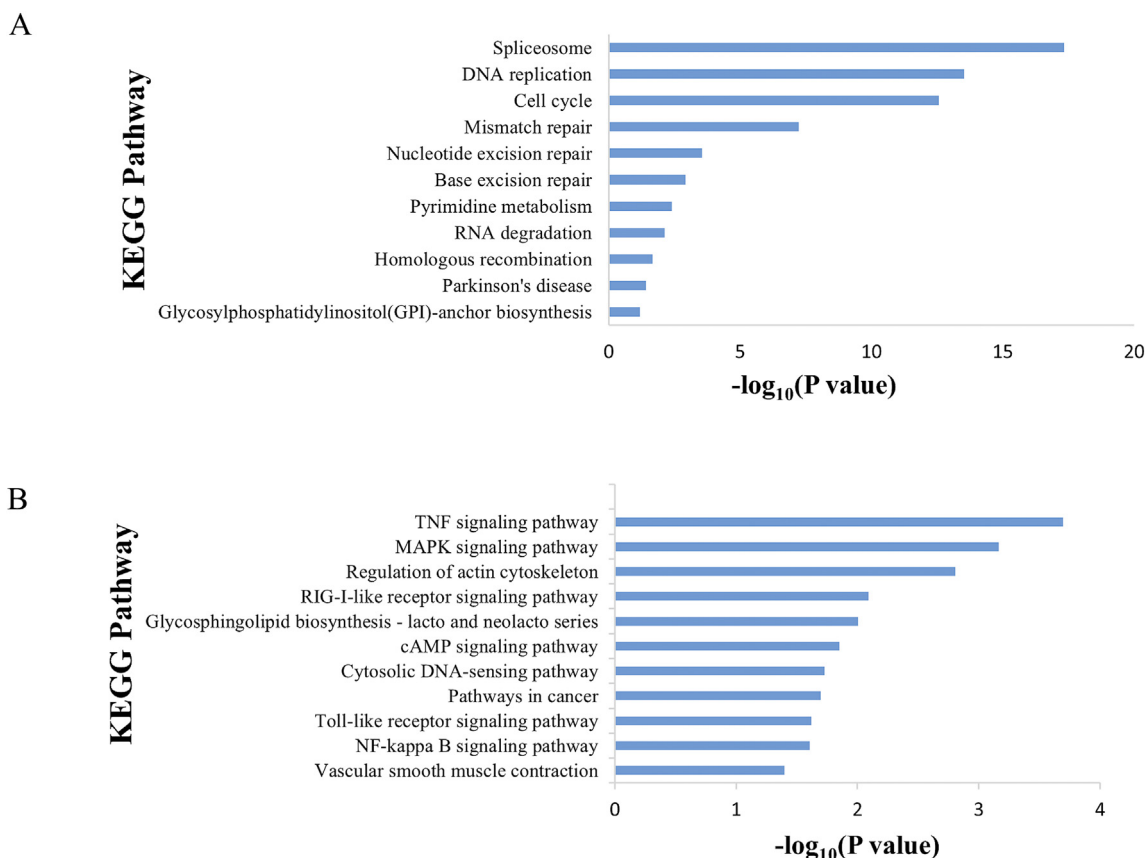 A
KEGG Pathway
Spliceosome
DNA replication
Cell cycle
Mismatch repair
Nucleotide excision repair
Base excision repair
Pyrimidine metabolism
RNA degradation
Homologous recombination
Parkinson's disease
Glycosylphosphatidylinositol(GPI)-anchor biosynthesis
0 5 10 15 20
-log10(P value)
B
KEGG Pathway
TNF signaling pathway
MAPK signaling pathway
Regulation of actin cytoskeleton
RIG-I-like receptor signaling pathway
Glycosphingolipid biosynthesis - lacto and neolacto series
cAMP signaling pathway
Cytosolic DNA-sensing pathway
Pathways in cancer
Toll-like receptor signaling pathway
NF-kappa B signaling pathway
Vascular smooth muscle contraction
0 1 2 3 4
-log10(P value)